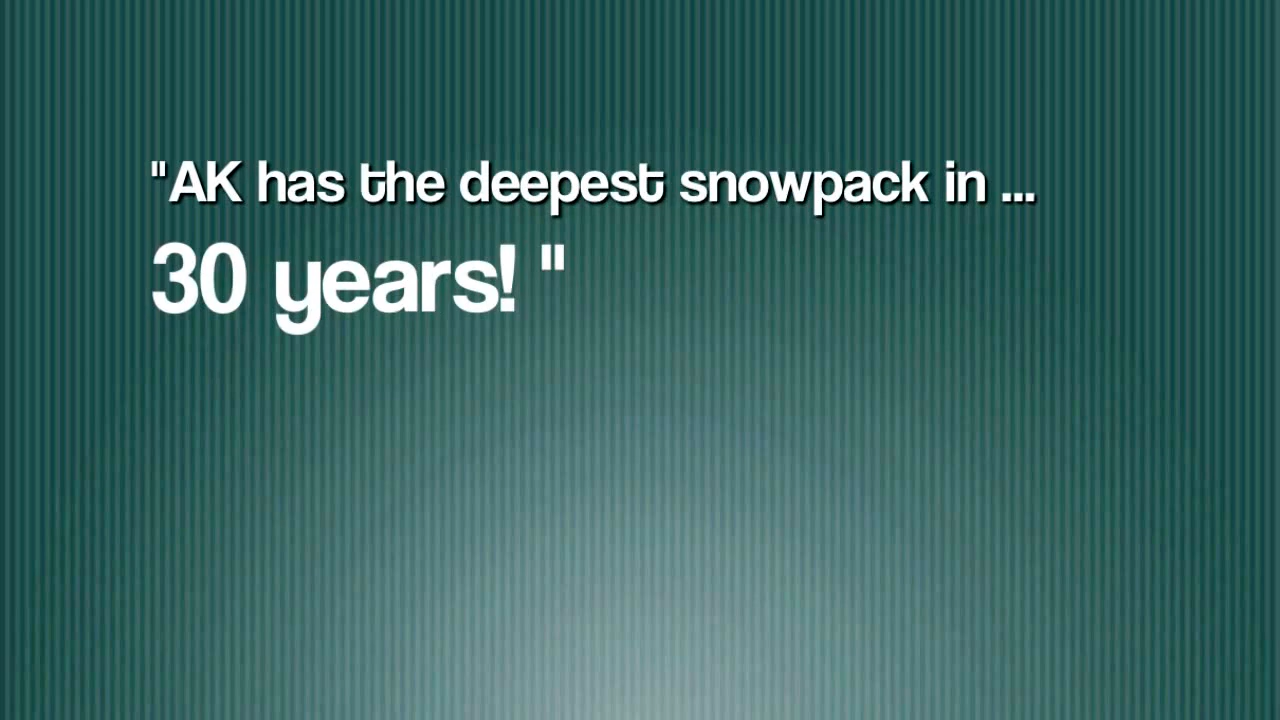 "AK has the deepest snowpack in ...
30 years! "